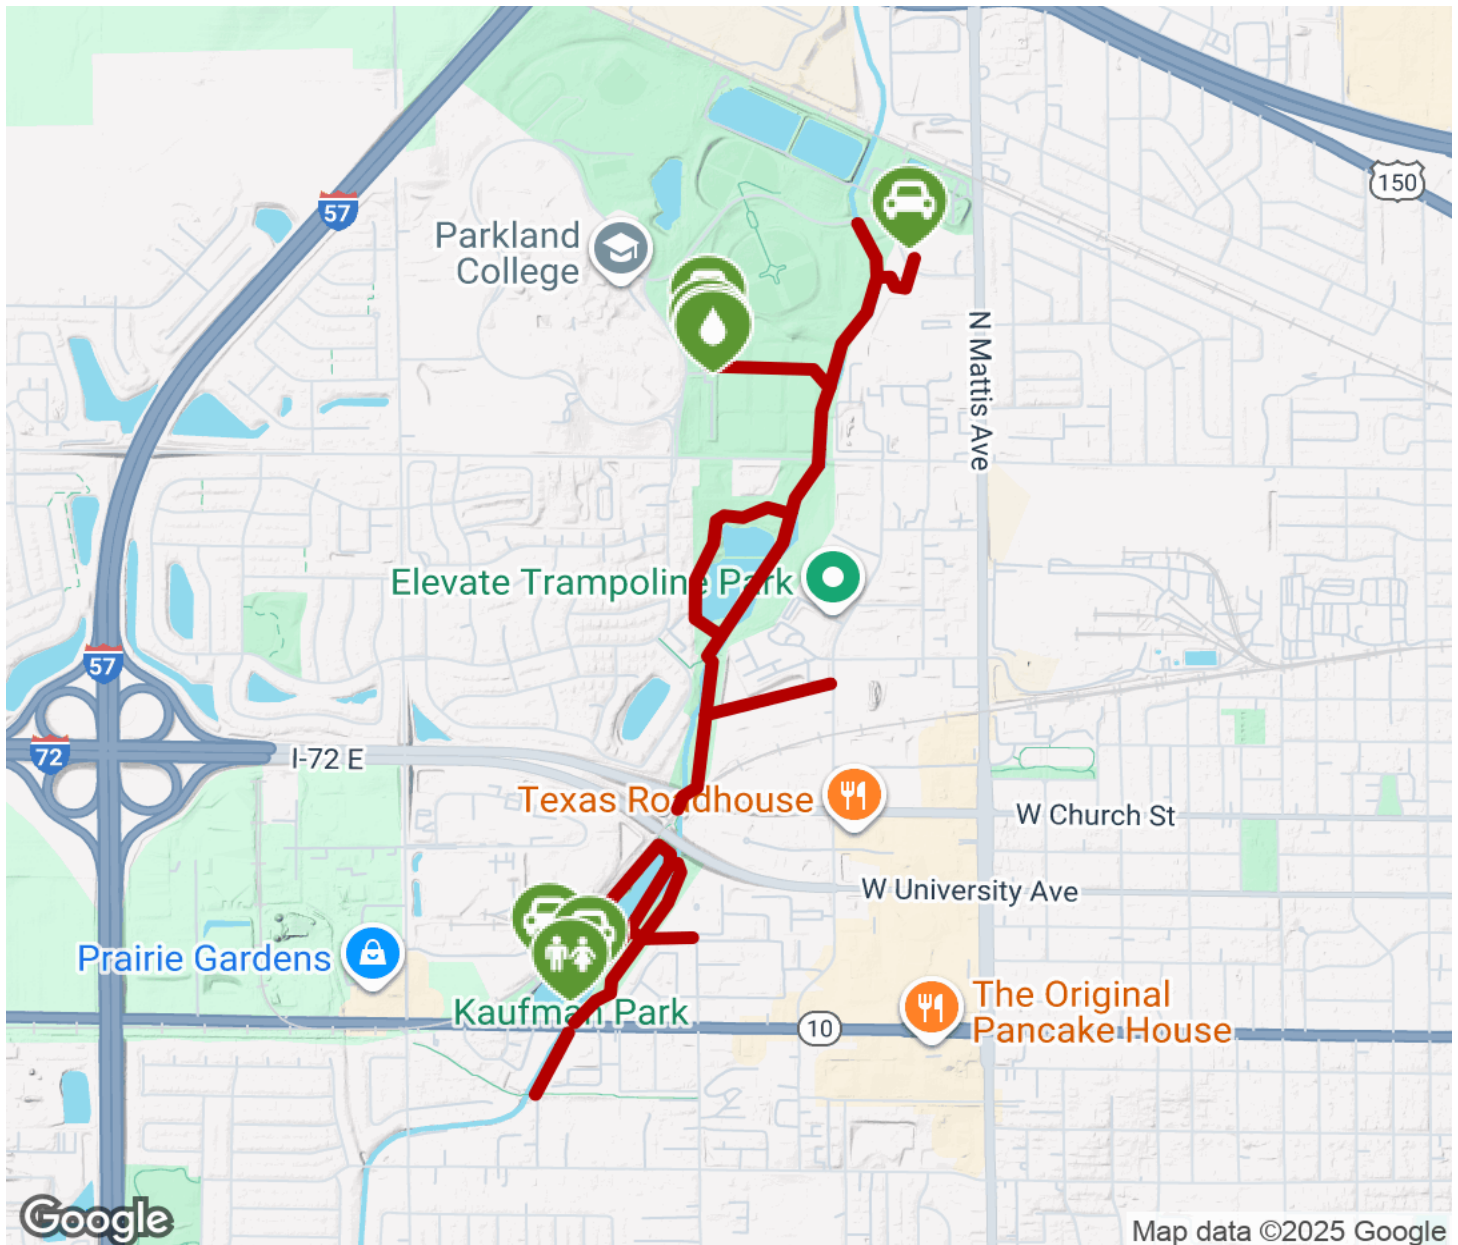 150
57
Parkland
College
N Mattis Ave
Elevate Trampoline Park
57
72
I-72 E
Texas Roadhouse
W Church St
W University Ave
Prairie Gardens
Kaufman Park
10
The Original
Pancake House
Google
Map data ©2025 Google